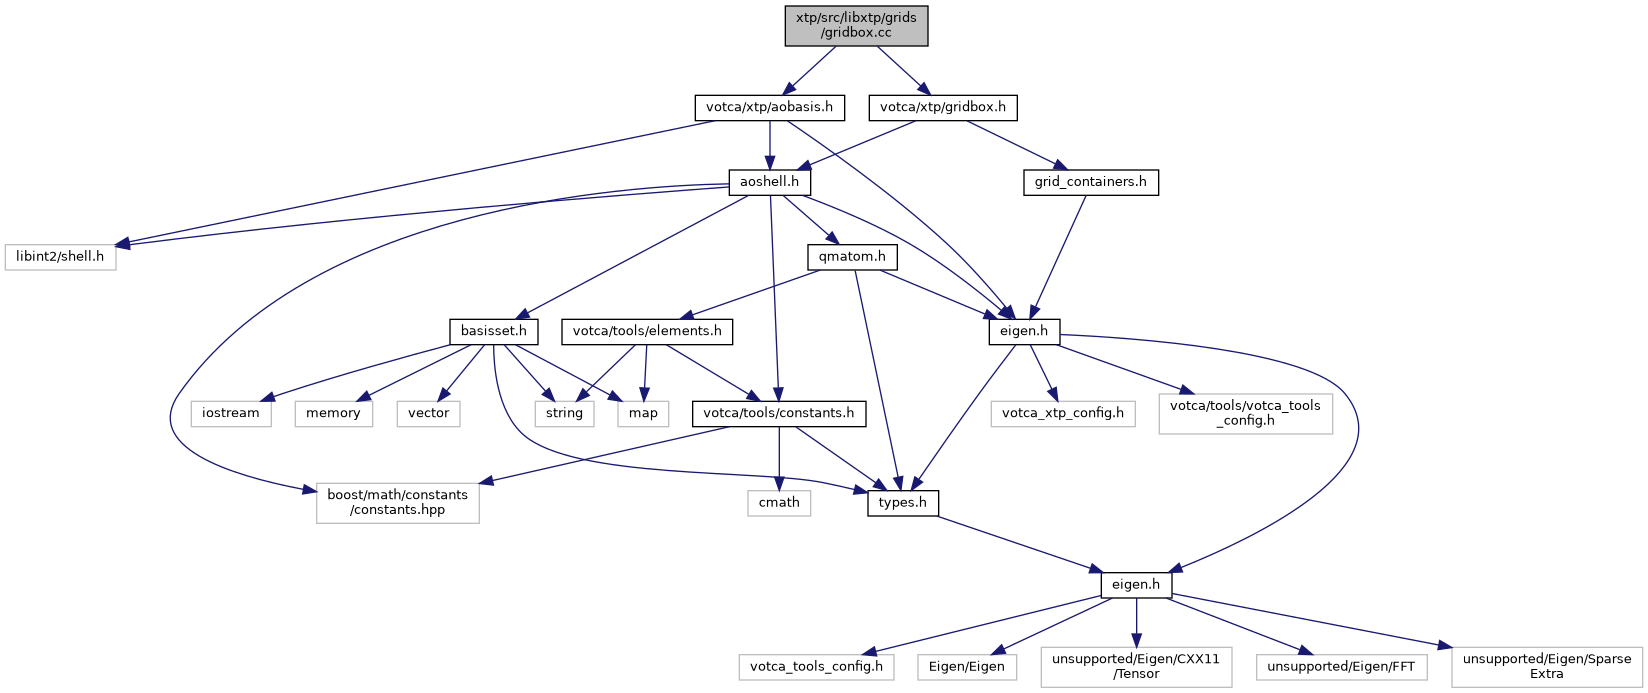 xtp/src/libxtp/grids
/gridbox.cc
votca/xtp/aobasis.h
votca/xtp/gridbox.h
aoshell.h
grid_containers.h
libint2/shell.h
qmatom.h
basisset.h
votca/tools/elements.h
eigen.h
iostream
memory
vector
string
map
votca/tools/constants.h
votca_xtp_config.h
votca/tools/votca_tools
_config.h
boost/math/constants
/constants.hpp
cmath
types.h
eigen.h
votca_tools_config.h
Eigen/Eigen
unsupported/Eigen/CXX11
/Tensor
unsupported/Eigen/FFT
unsupported/Eigen/Sparse
Extra